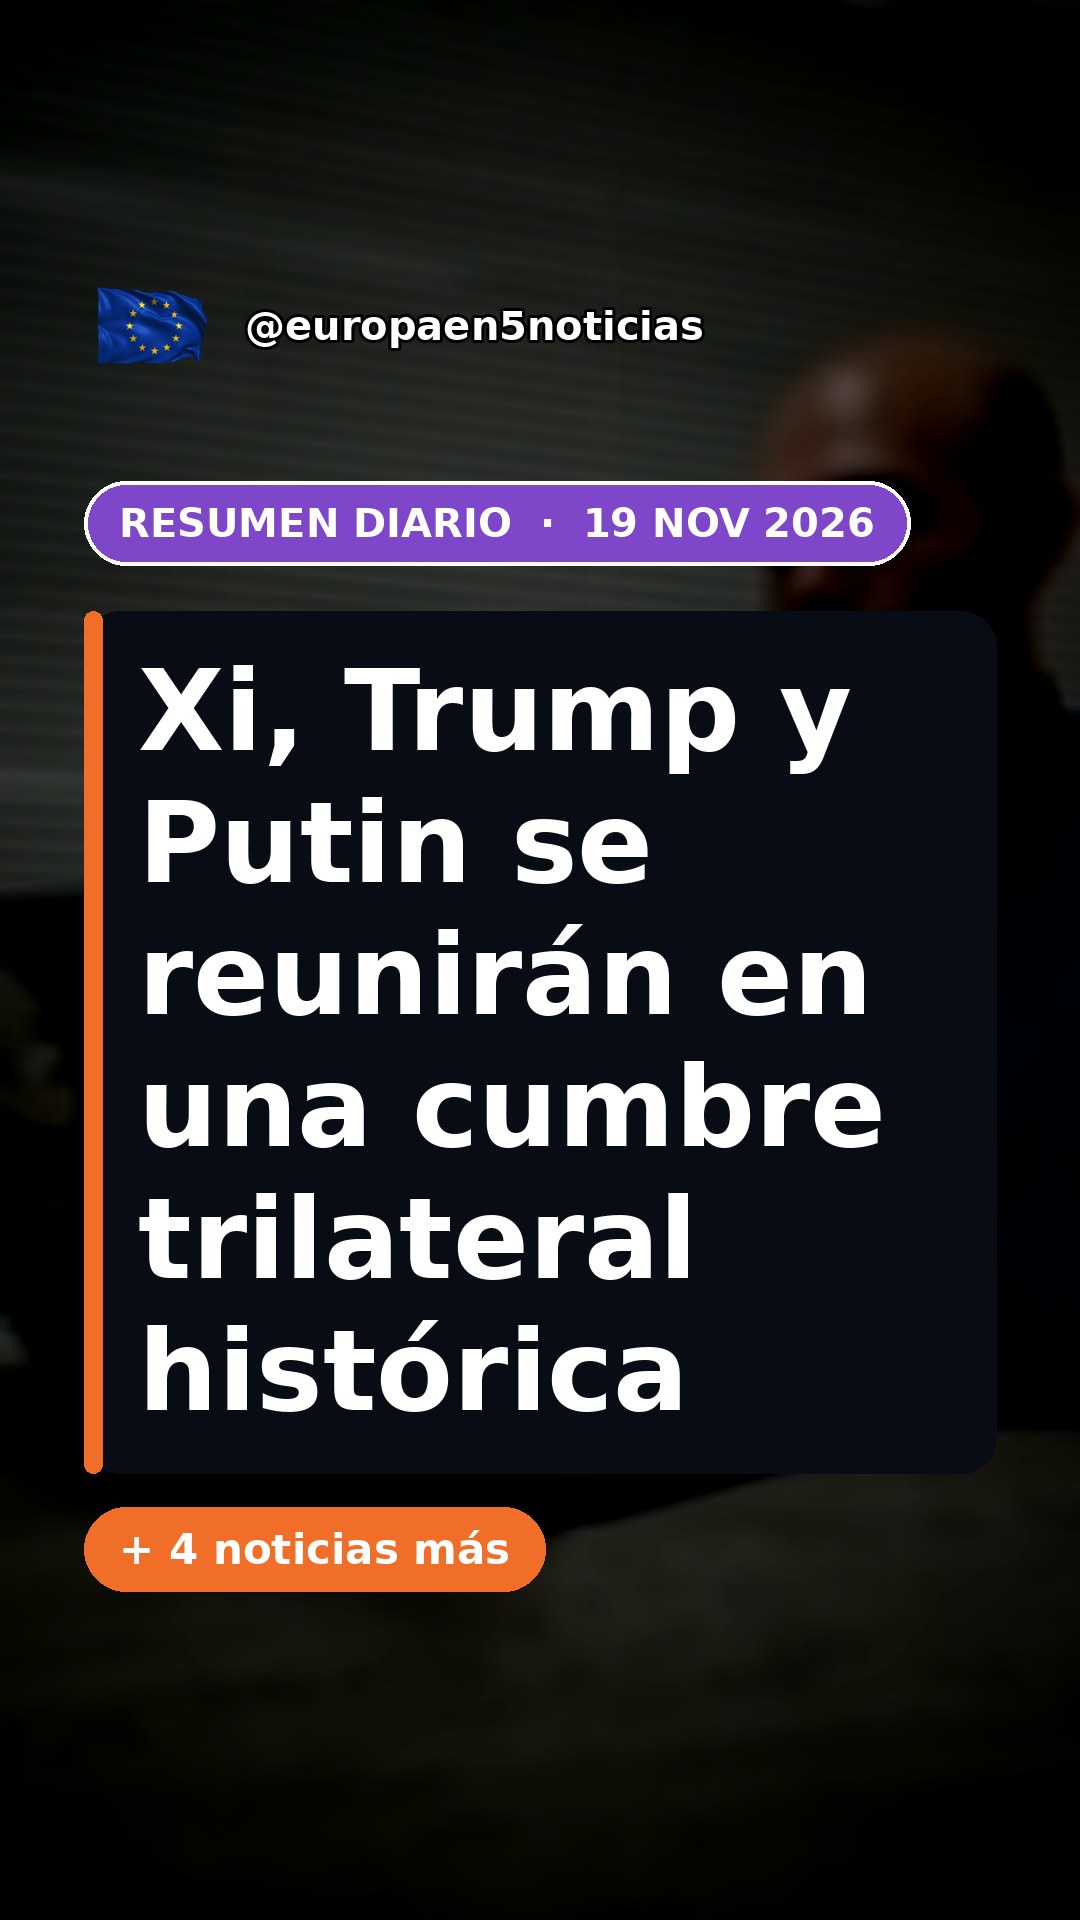 @europaen5noticias
RESUMEN DIARIO · 19 NOV 2026
Xi, Trump y
Putin se
reunirán en
una cumbre
trilateral
histórica
+ 4 noticias más